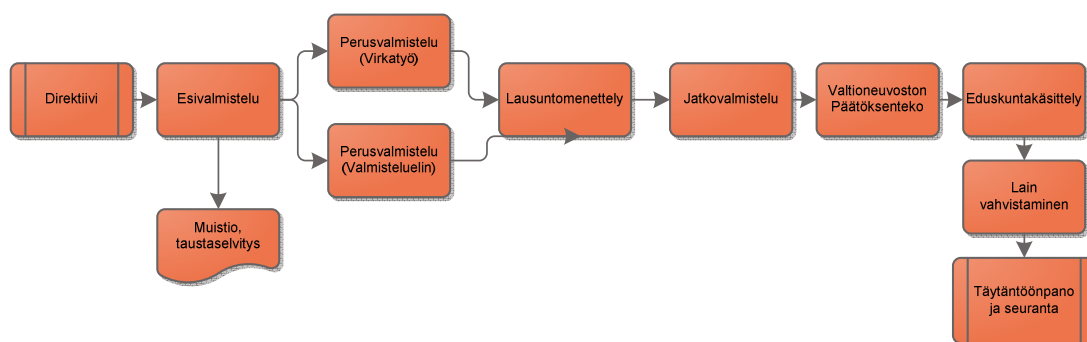 Direktiivi
Esivalmistelu
Muistio,
taustaselvitys
Perusvalmistelu
(Virkatyö)
Perusvalmistelu
(Valmisteluelin)
Lausuntomenettely
Jatkovalmistelu
Valtioneuvoston
Päätöksenteko
Eduskuntakäsittely
Lain
vahvistaminen
Täytäntöönpano
ja seuranta